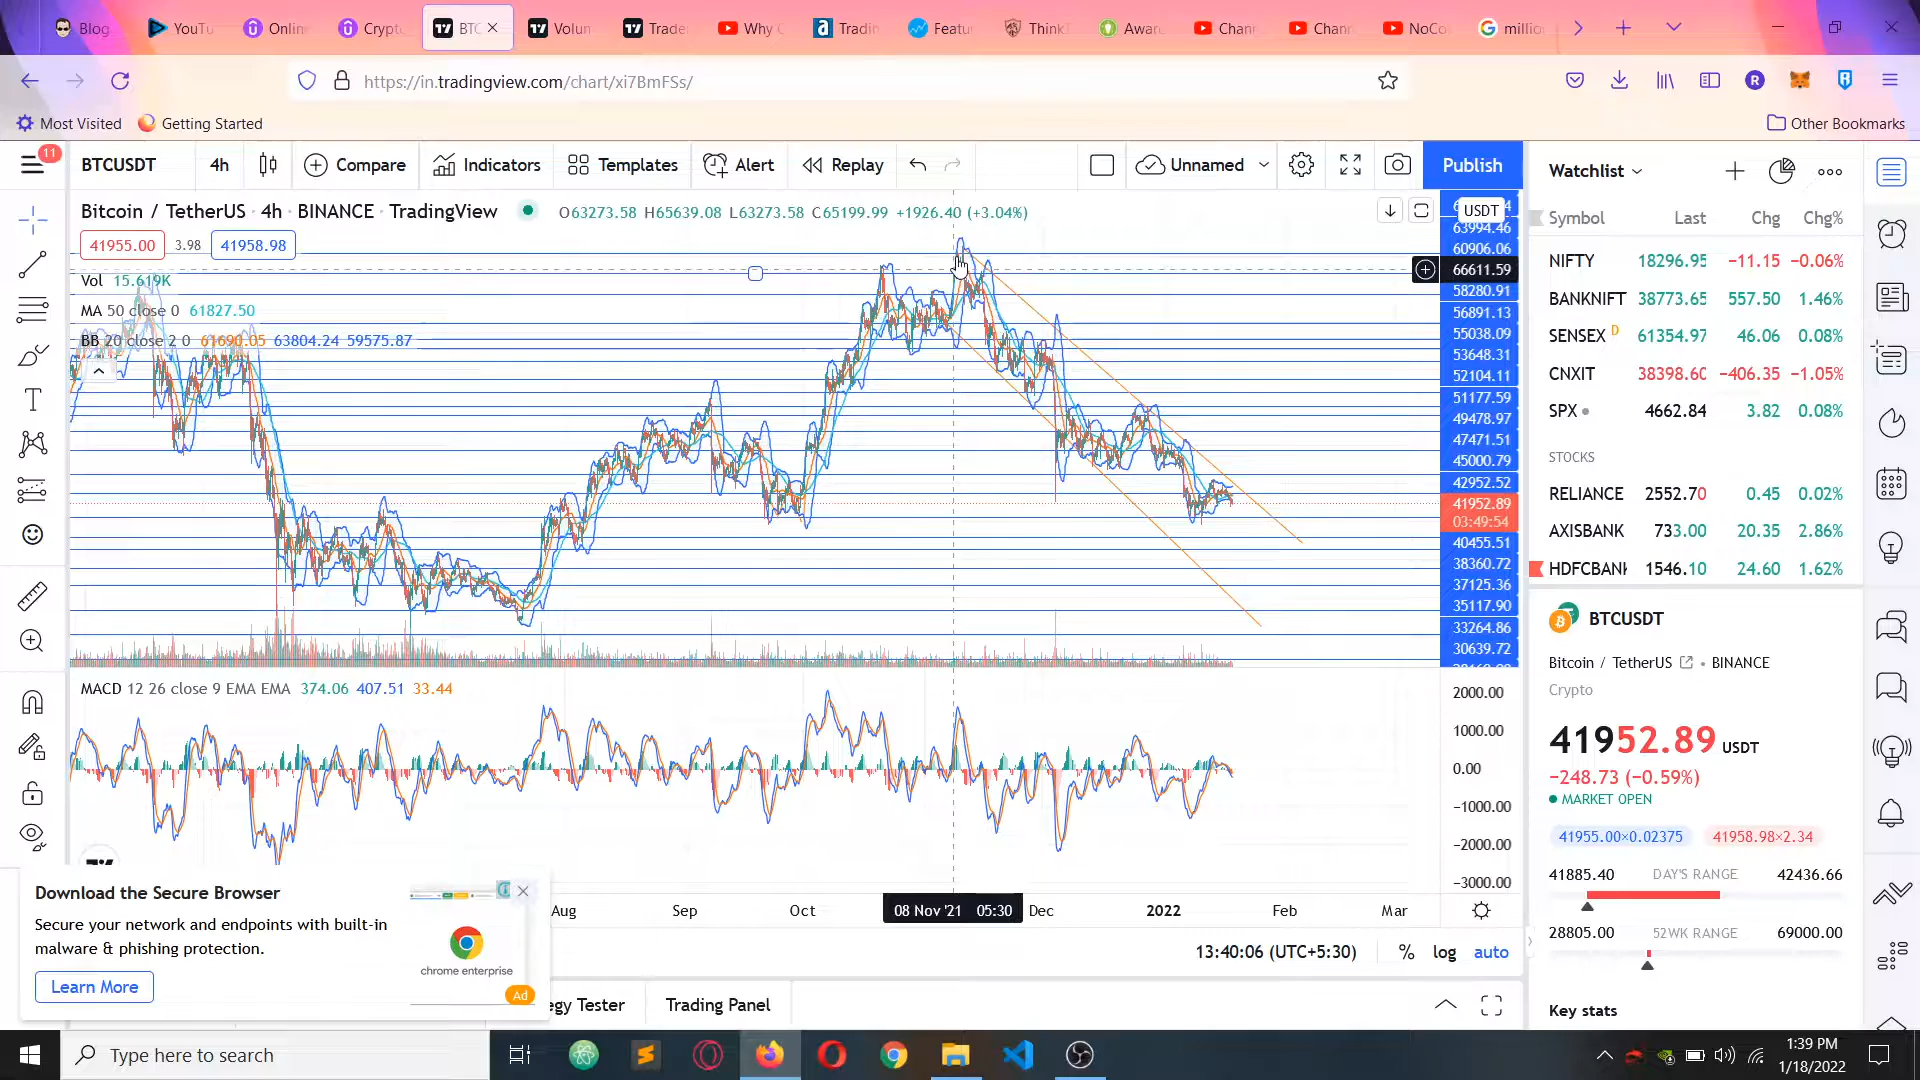 Blog
YouTu
Onlin
Crypt
BTC
Volun
Trade
Why
Tradin
Featu
Think
Awar
Chan
Chan
NoCo
millio
https://in.tradingview.com/chart/xi7BmFSs/
Most Visited
Getting Started
Other Bookmarks
11
BTCUSDT
4h
Compare
Indicators
Templates
Alert
Replay
Unnamed
Publish
Bitcoin / TetherUS · 4h · BINANCE · TradingView
O63273.58 H65639.08 L63273.58 C65199.99 +1926.40 (+3.04%)
41955.00 3.98 41958.98
Vol 15.619K
MA 50 close 0 61827.50
BB 20 close 2 0 61690.05 63804.24 59575.87
USDT
63994.46
60906.06
66611.59
58280.91
56891.13
55038.09
53648.31
52104.11
51177.59
49478.97
47471.51
45000.79
42952.52
41952.89
03:49:54
40455.51
38360.72
37125.36
35117.90
33264.86
30639.72
MACD 12 26 close 9 EMA EMA 374.06 407.51 33.44
2000.00
1000.00
0.00
−1000.00
−2000.00
−3000.00
Aug Sep Oct 08 Nov '21 05:30 Dec 2022 Feb Mar
13:40:06 (UTC+5:30) % log auto
egy Tester
Trading Panel
Download the Secure Browser
Secure your network and endpoints with built-in
malware & phishing protection.
Learn More
chrome enterprise
Ad
Watchlist
Symbol Last Chg Chg%
NIFTY 18296.95 −11.15 −0.06%
BANKNIFT 38773.65 557.50 1.46%
SENSEX D 61354.97 46.06 0.08%
CNXIT 38398.60 −406.35 −1.05%
SPX 4662.84 3.82 0.08%
STOCKS
RELIANCE 2552.70 0.45 0.02%
AXISBANK 733.00 20.35 2.86%
HDFCBANK 1546.10 24.60 1.62%
BTCUSDT
Bitcoin / TetherUS • BINANCE
Crypto
41952.89 USDT
−248.73 (−0.59%)
MARKET OPEN
41955.00×0.02375 41958.98×2.34
41885.40 DAY'S RANGE 42436.66
28805.00 52WK RANGE 69000.00
Key stats
Type here to search
1:39 PM
1/18/2022